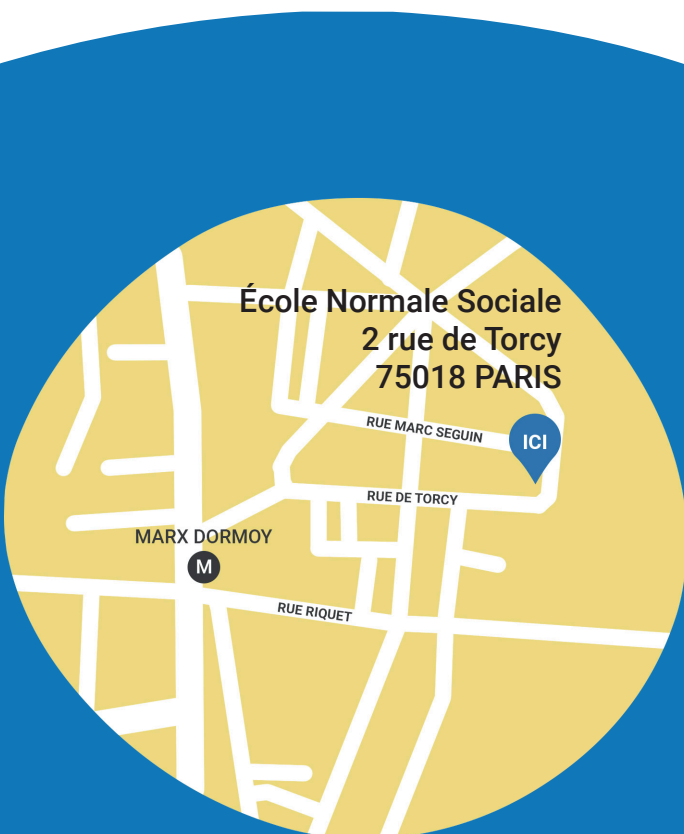 École Normale Sociale
2 rue de Torcy
75018 PARIS
RUE MARC SEGUIN
ICI
RUE DE TORCY
MARX DORMOY
M
RUE RIQUET